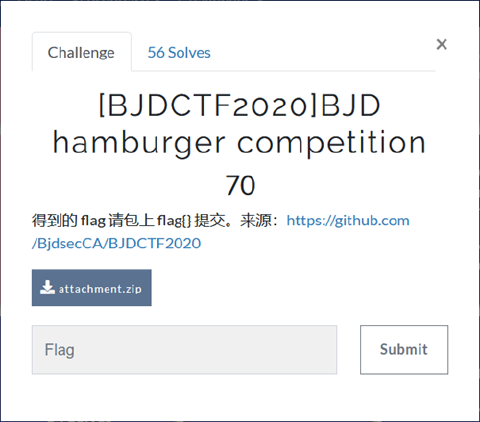 Challenge
56 Solves
×
[BJDCTF2020]BJD
hamburger competition
70
得到的 flag 请包上 flag{} 提交。来源：https://github.com
/BjdsecCA/BJDCTF2020
attachment.zip
Flag
Submit